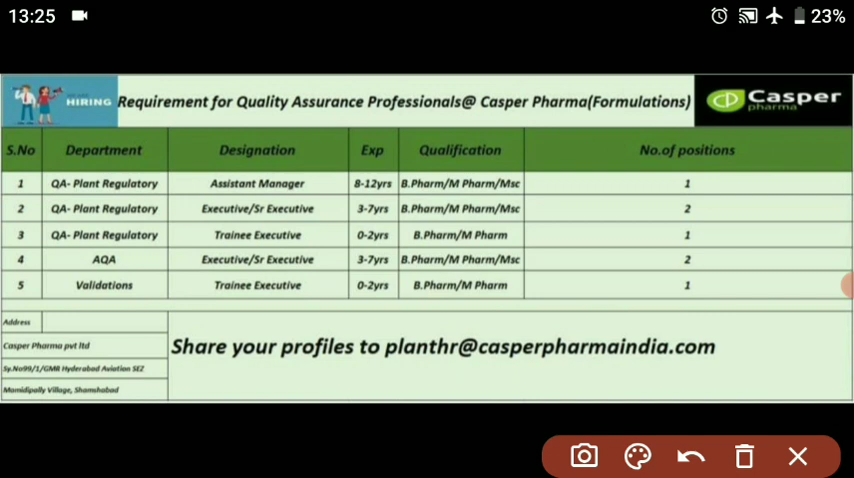 13:25 23%
HIRING Requirement for Quality Assurance Professionals@ Casper Pharma(Formulations) Casper pharma
S.No Department Designation Exp Qualification No.of positions
1 QA- Plant Regulatory Assistant Manager 8-12yrs B.Pharm/M Pharm/Msc 1
2 QA- Plant Regulatory Executive/Sr Executive 3-7yrs B.Pharm/M Pharm/Msc 2
3 QA- Plant Regulatory Trainee Executive 0-2yrs B.Pharm/M Pharm 1
4 AQA Executive/Sr Executive 3-7yrs B.Pharm/M Pharm/Msc 2
5 Validations Trainee Executive 0-2yrs B.Pharm/M Pharm 1
Address
Casper Pharma pvt ltd
Share your profiles to planthr@casperpharmaindia.com
Sy.No99/1/GMR Hyderabad Aviation SEZ
Mamidipally Village, Shamshabad